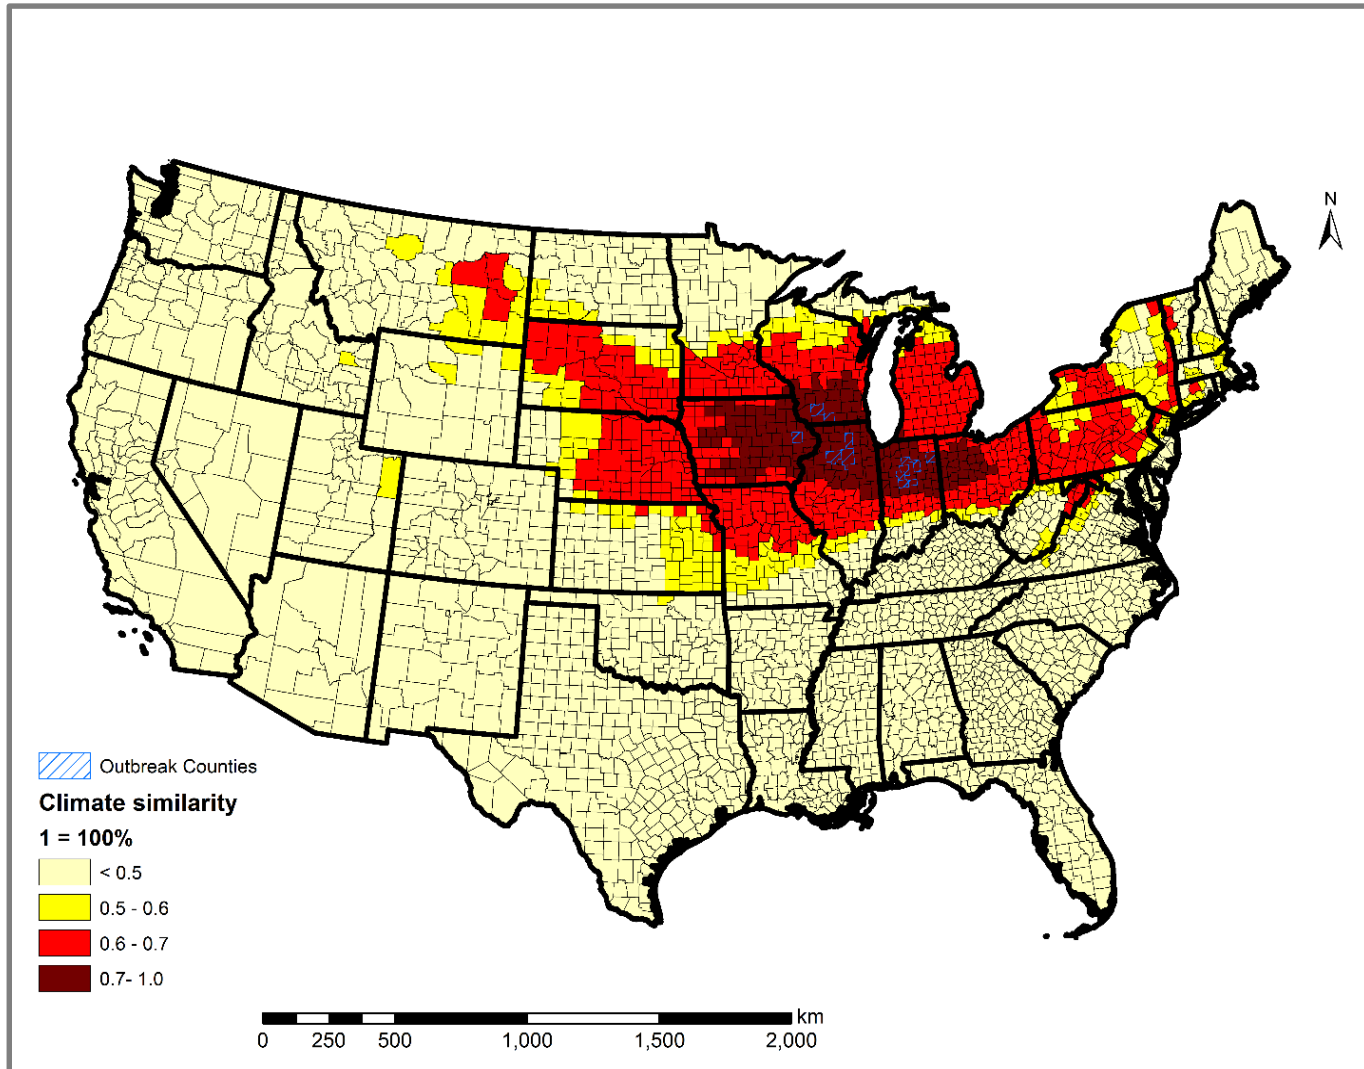 N
Outbreak Counties
Climate similarity
1 = 100%
< 0.5
0.5 - 0.6
0.6 - 0.7
0.7- 1.0
km
0 250 500 1,000 1,500 2,000